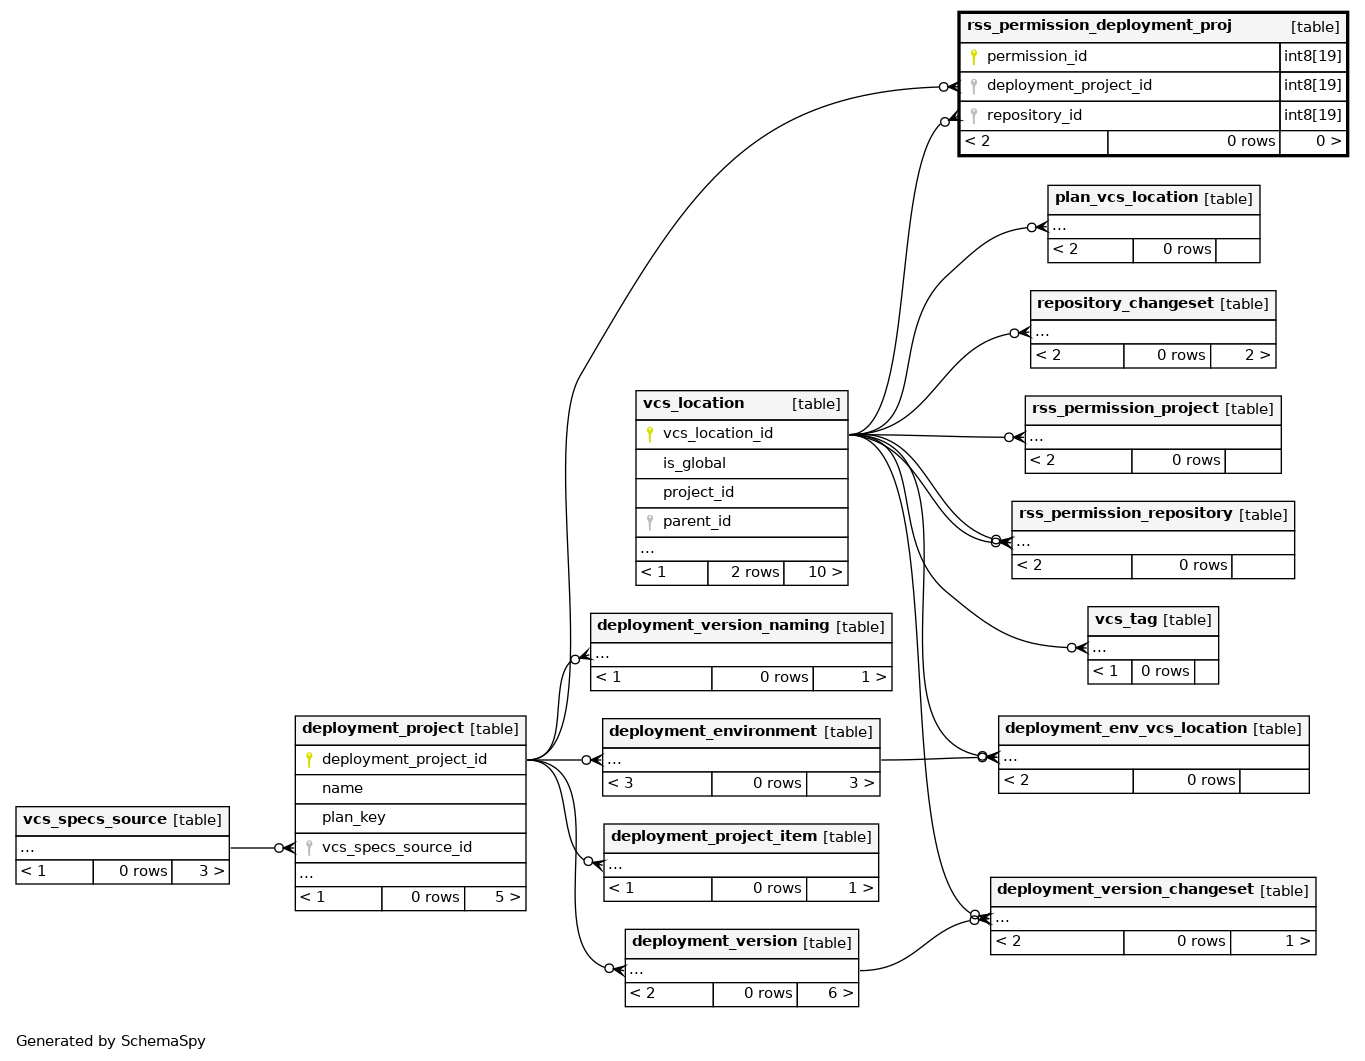 rss_permission_deployment_proj [table]
permission_id int8[19]
deployment_project_id int8[19]
repository_id int8[19]
< 2 0 rows 0 >
plan_vcs_location [table]
...
< 2 0 rows
repository_changeset [table]
...
< 2 0 rows 2 >
vcs_location [table]
vcs_location_id
is_global
project_id
parent_id
...
< 1 2 rows 10 >
rss_permission_project [table]
...
< 2 0 rows
rss_permission_repository [table]
...
< 2 0 rows
vcs_tag [table]
...
< 1 0 rows
deployment_version_naming [table]
...
< 1 0 rows 1 >
deployment_project [table]
deployment_project_id
name
plan_key
vcs_specs_source_id
...
< 1 0 rows 5 >
deployment_environment [table]
...
< 3 0 rows 3 >
deployment_env_vcs_location [table]
...
< 2 0 rows
vcs_specs_source [table]
...
< 1 0 rows 3 >
deployment_project_item [table]
...
< 1 0 rows 1 >
deployment_version_changeset [table]
...
< 2 0 rows 1 >
deployment_version [table]
...
< 2 0 rows 6 >
Generated by SchemaSpy